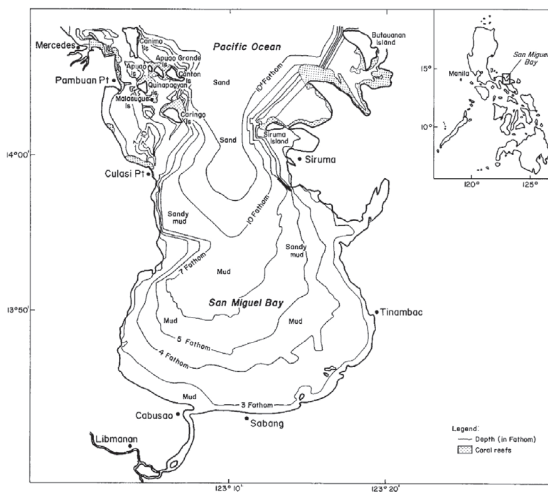 Mercedes
Canimo
Is
Pacific Ocean
Butauanan
Island
Apuao Grande
Is
Apuao
Is
Canton
Is
Pambuan Pt
Quinapagyan
Is
Malasugue
Is
Caringo
Is
Sand
10 Fathom
Sand
Siruma
Island
Siruma
14°00'
Culasi Pt
Sandy
mud
10 Fathom
Sandy
mud
7 Fathom
Mud
San Miguel Bay
13°50'
Mud
Mud
Tinambac
5 Fathom
4 Fathom
Mud
3 Fathom
Cabusao
Sabang
Libmanan
123°10'
123°20'
San Miguel
Bay
15°
Manila
10°
120°
125°
Legend:
Depth (in Fathom)
Coral reefs